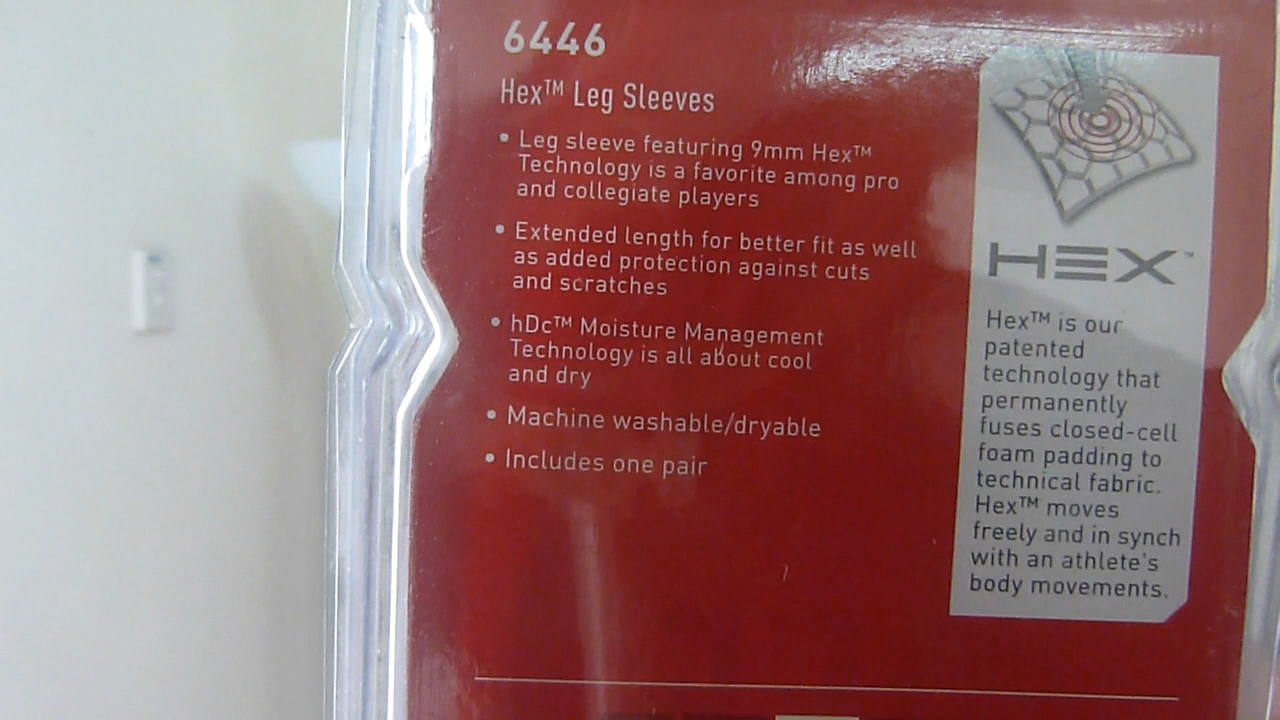 6446
Hex™ Leg Sleeves
• Leg sleeve featuring 9mm Hex™
Technology is a favorite among pro
and collegiate players
• Extended length for better fit as well
as added protection against cuts
and scratches
• hDc™ Moisture Management
Technology is all about cool
and dry
• Machine washable/dryable
• Includes one pair
HEX™
Hex™ is our
patented
technology that
permanently
fuses closed-cell
foam padding to
technical fabric.
Hex™ moves
freely and in synch
with an athlete's
body movements.